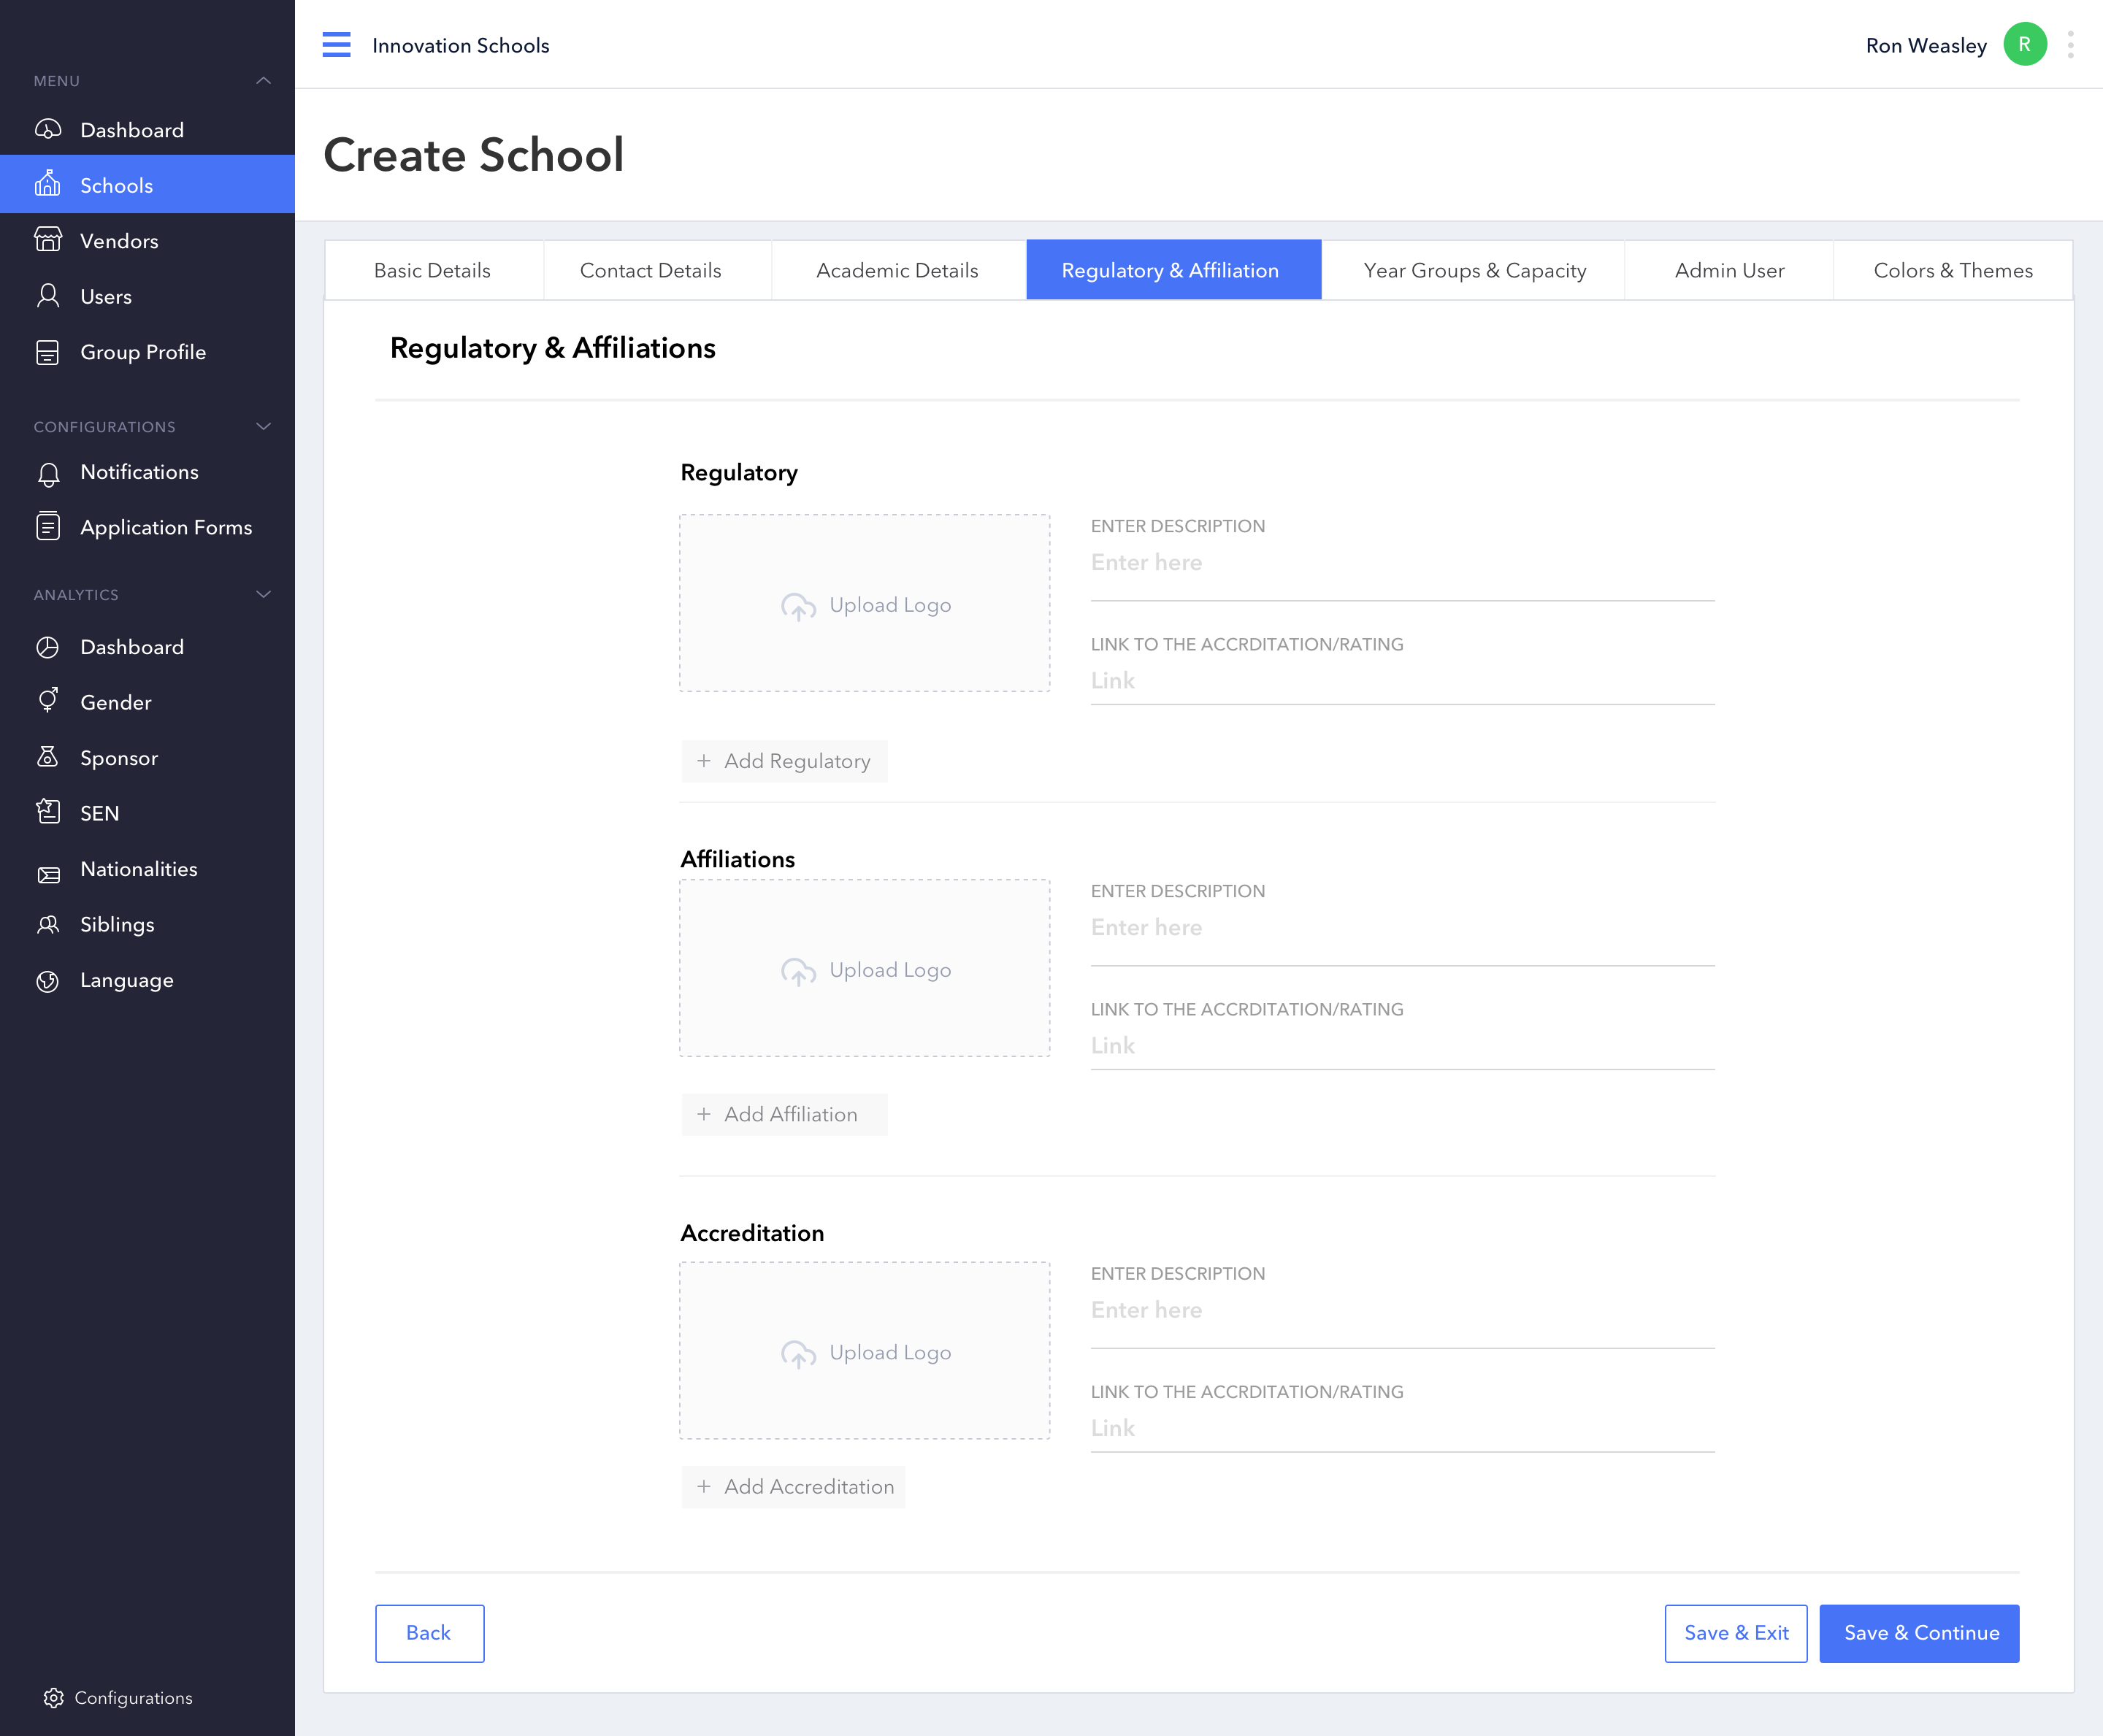 Innovation Schools
Ron Weasley
R
MENU
Dashboard
Schools
Vendors
Users
Group Profile
CONFIGURATIONS
Notifications
Application Forms
ANALYTICS
Dashboard
Gender
Sponsor
SEN
Nationalities
Siblings
Language
Configurations
Create School
Basic Details
Contact Details
Academic Details
Regulatory & Affiliation
Year Groups & Capacity
Admin User
Colors & Themes
Regulatory & Affiliations
Regulatory
Upload Logo
ENTER DESCRIPTION
Enter here
LINK TO THE ACCRDITATION/RATING
Link
+ Add Regulatory
Affiliations
Upload Logo
ENTER DESCRIPTION
Enter here
LINK TO THE ACCRDITATION/RATING
Link
+ Add Affiliation
Accreditation
Upload Logo
ENTER DESCRIPTION
Enter here
LINK TO THE ACCRDITATION/RATING
Link
+ Add Accreditation
Back
Save & Exit
Save & Continue